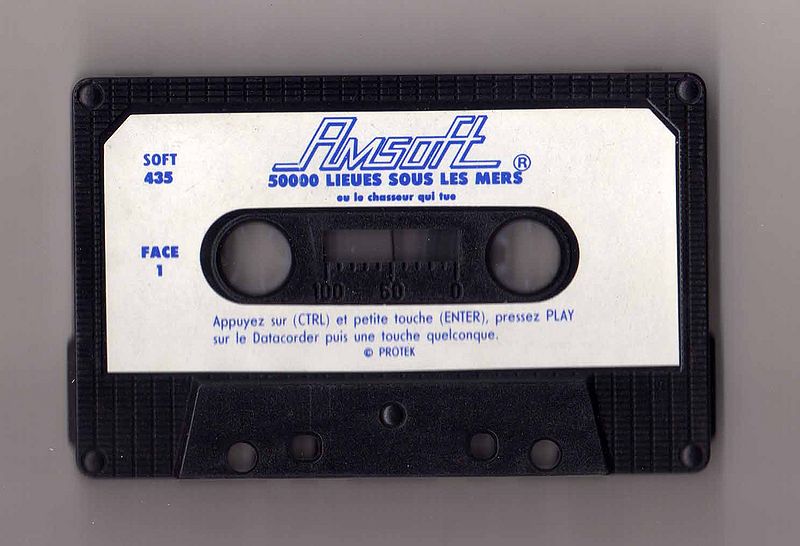 Amsoft ®
50000 LIEUES SOUS LES MERS
ou le chasseur qui tue
SOFT
435
FACE
1
100 50 0
Appuyez sur (CTRL) et petite touche (ENTER), pressez PLAY
sur le Datacorder puis une touche quelconque.
© PROTEK